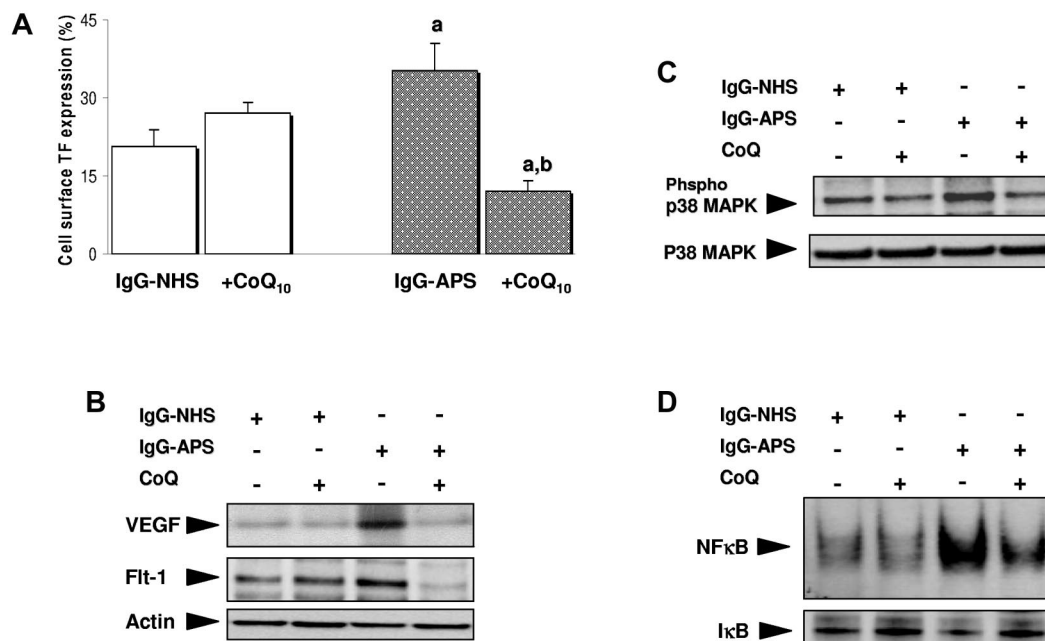 A
Cell surface TF expression (%)
45
30
15
0
a
a,b
IgG-NHS +CoQ₁₀ IgG-APS +CoQ₁₀
B
IgG-NHS + + - -
IgG-APS - - + +
CoQ - + - +
VEGF
Flt-1
Actin
C
IgG-NHS + + - -
IgG-APS - - + +
CoQ - + - +
Phspho
p38 MAPK
P38 MAPK
D
IgG-NHS + + - -
IgG-APS - - + +
CoQ - + - +
NFκB
IκB